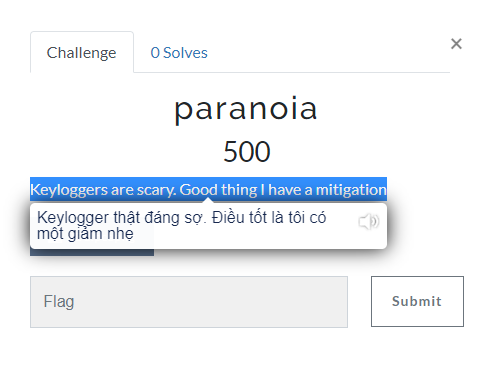 Challenge
0 Solves
×
paranoia
500
Keyloggers are scary. Good thing I have a mitigation
Keylogger thật đáng sợ. Điều tốt là tôi có
một giảm nhẹ
Flag
Submit